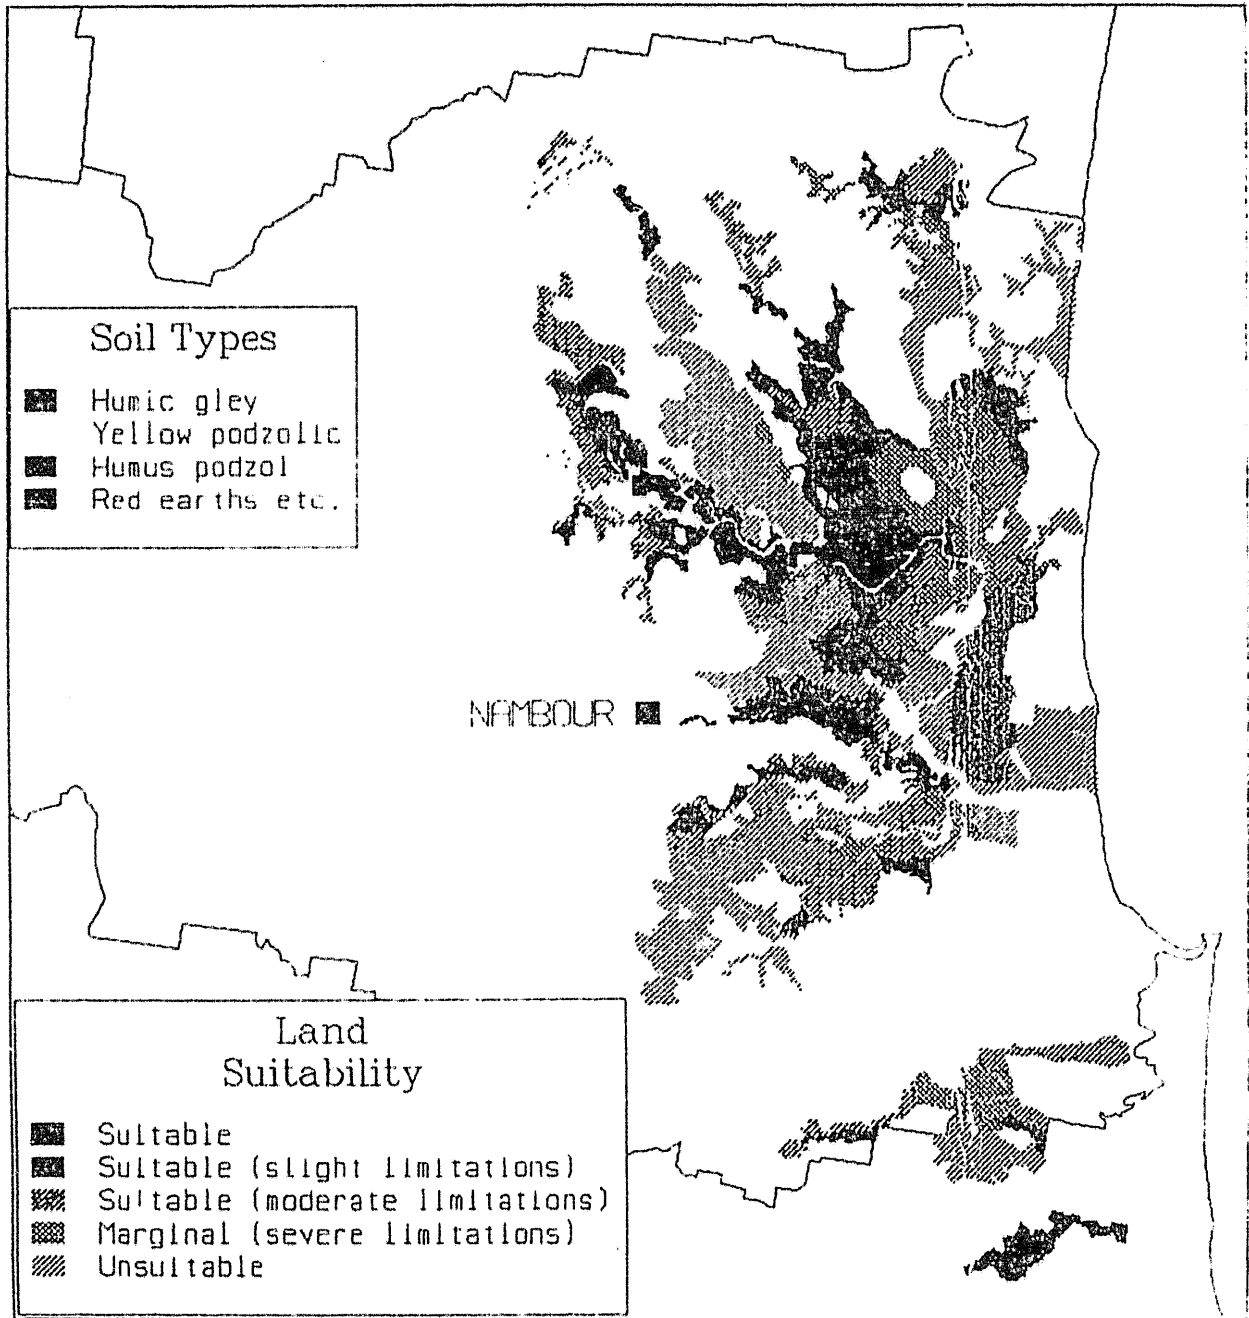 Soil Types
Humic gley
Yellow podzolic
Humus podzol
Red earths etc.
NAMBOUR
Land
Suitability
Suitable
Suitable (slight limitations)
Suitable (moderate limitations)
Marginal (severe limitations)
Unsuitable